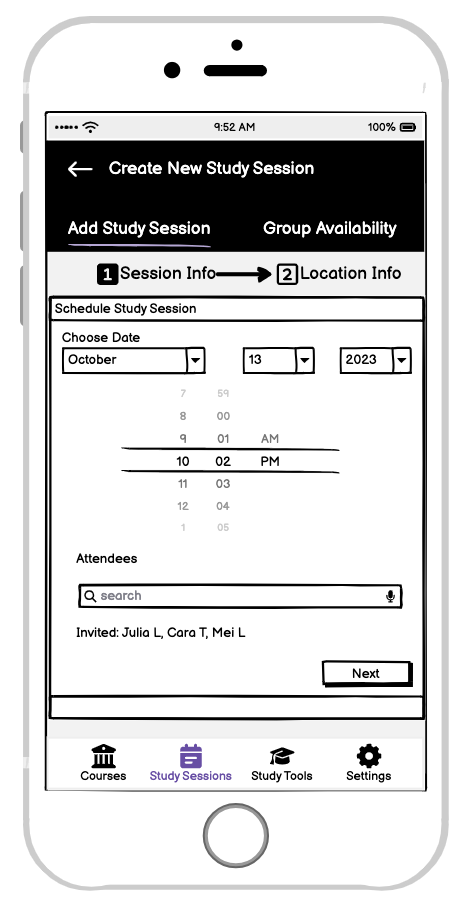 9:52 AM 100%
Create New Study Session
Add Study Session Group Availability
1 Session Info 2 Location Info
Schedule Study Session
Choose Date
October 13 2023
7 59
8 00
9 01 AM
10 02 PM
11 03
12 04
1 05
Attendees
search
Invited: Julia L, Cara T, Mei L
Next
Courses Study Sessions Study Tools Settings